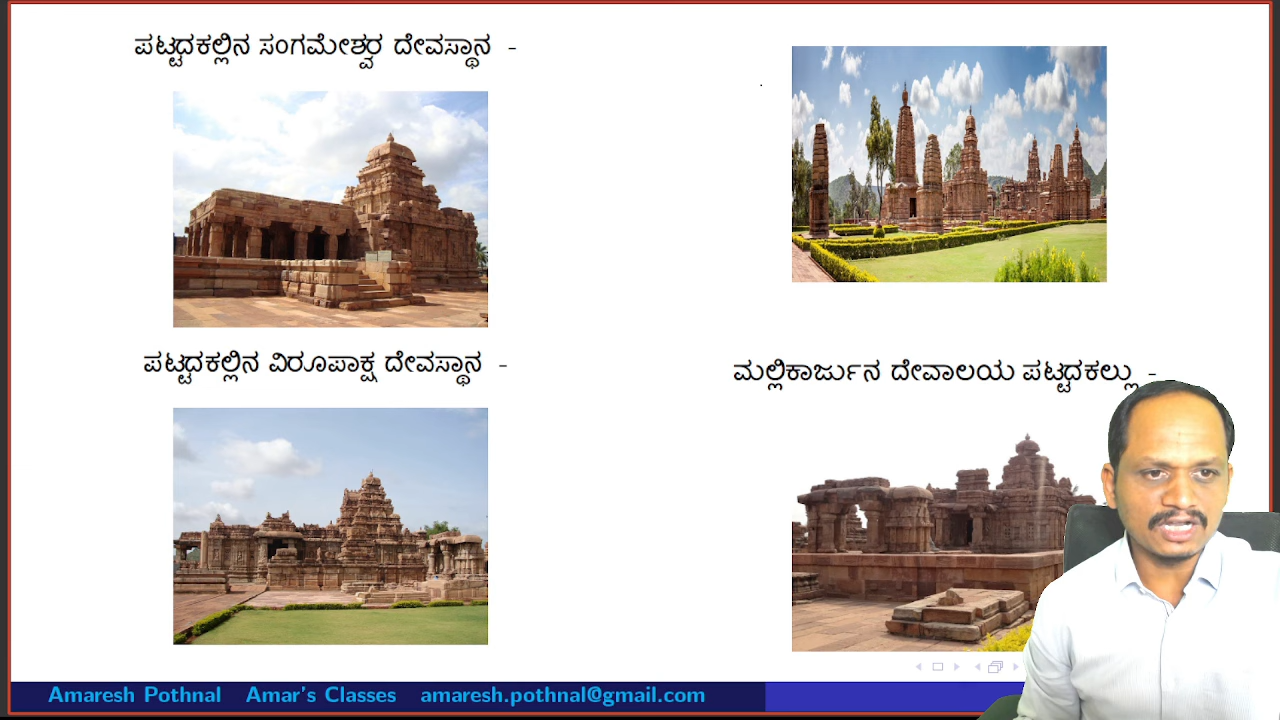 ಪಟ್ಟದಕಲ್ಲಿನ ಸಂಗಮೇಶ್ವರ ದೇವಸ್ಥಾನ -
ಪಟ್ಟದಕಲ್ಲಿನ ವಿರೂಪಾಕ್ಷ ದೇವಸ್ಥಾನ -
ಮಲ್ಲಿಕಾರ್ಜುನ ದೇವಾಲಯ ಪಟ್ಟದಕಲ್ಲು -
Amaresh Pothnal Amar's Classes amaresh.pothnal@gmail.com